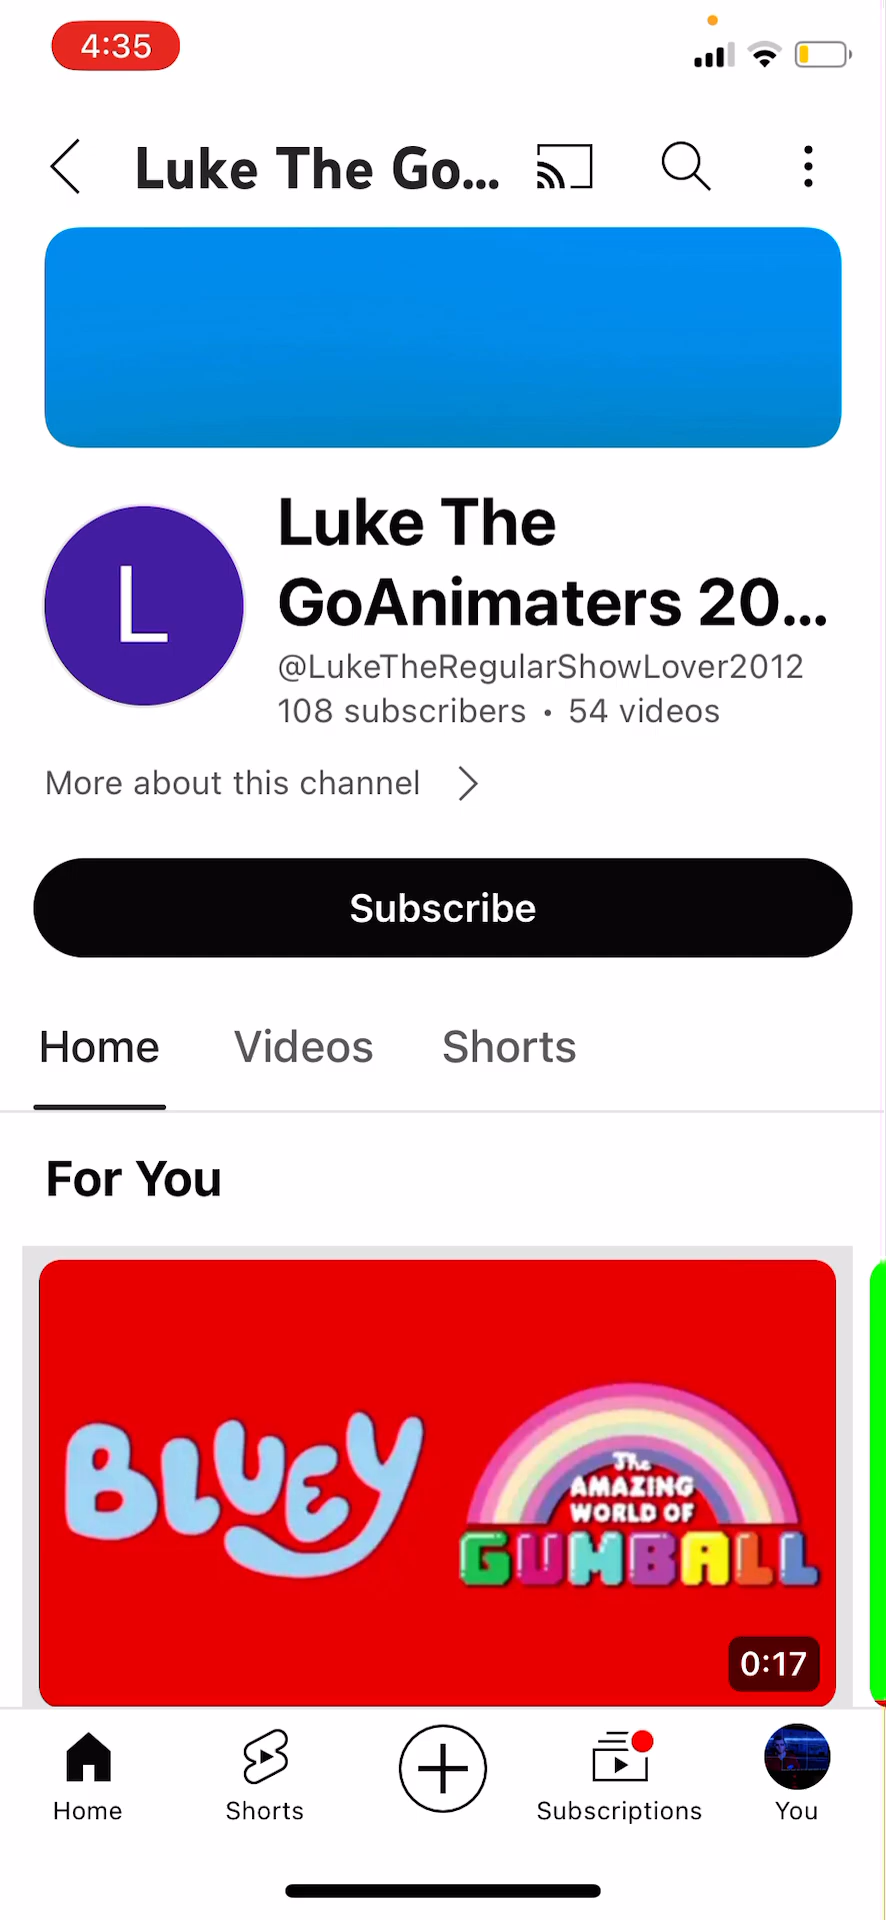 4:35
Luke The Go...
L
Luke The
GoAnimaters 20...
@LukeTheRegularShowLover2012
108 subscribers • 54 videos
More about this channel
Subscribe
Home Videos Shorts
For You
BLUEY
The
AMAZING
WORLD OF
GUMBALL
0:17
Home Shorts Subscriptions You